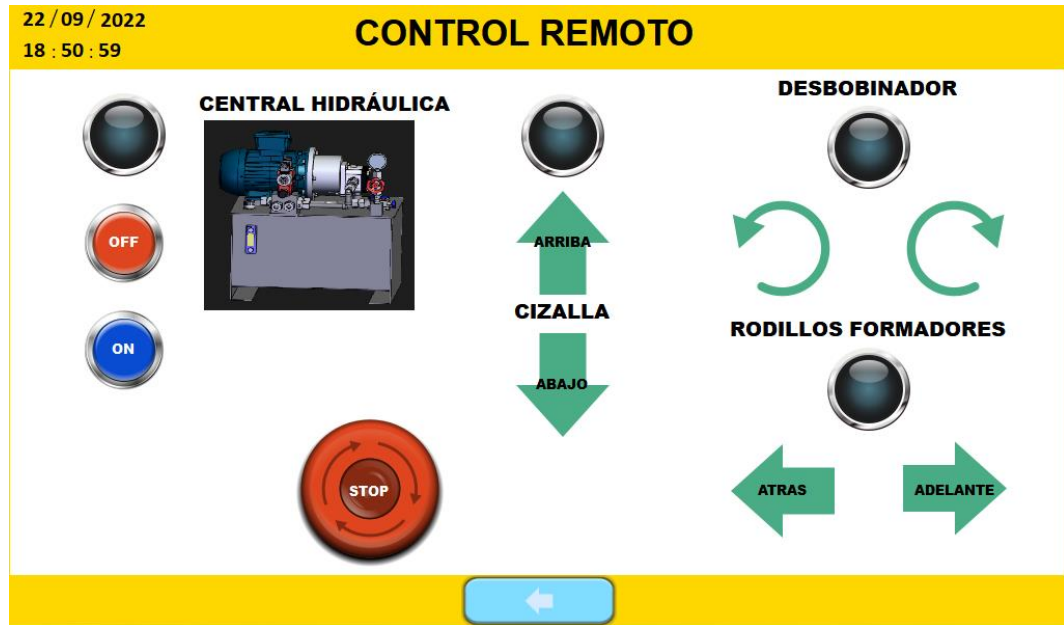 22 / 09 / 2022
18 : 50 : 59
CONTROL REMOTO
CENTRAL HIDRÁULICA
OFF
ON
STOP
ARRIBA
CIZALLA
ABAJO
DESBOBINADOR
RODILLOS FORMADORES
ATRAS
ADELANTE